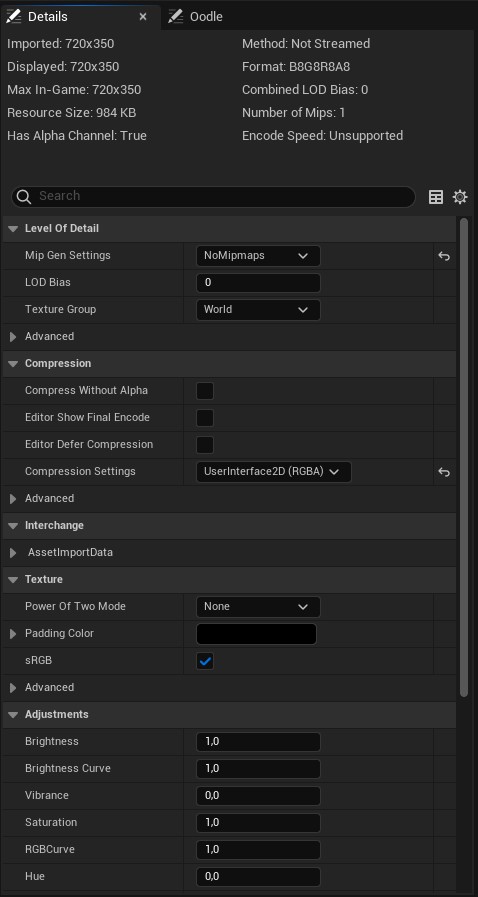 Details × Oodle
Imported: 720x350 Method: Not Streamed
Displayed: 720x350 Format: B8G8R8A8
Max In-Game: 720x350 Combined LOD Bias: 0
Resource Size: 984 KB Number of Mips: 1
Has Alpha Channel: True Encode Speed: Unsupported
Search
Level Of Detail
Mip Gen Settings NoMipmaps
LOD Bias 0
Texture Group World
Advanced
Compression
Compress Without Alpha
Editor Show Final Encode
Editor Defer Compression
Compression Settings UserInterface2D (RGBA)
Advanced
Interchange
AssetImportData
Texture
Power Of Two Mode None
Padding Color
sRGB
Advanced
Adjustments
Brightness 1,0
Brightness Curve 1,0
Vibrance 0,0
Saturation 1,0
RGBCurve 1,0
Hue 0,0